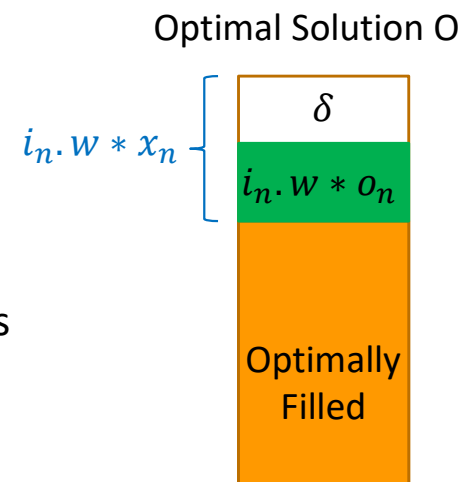 Optimal Solution O
δ
iₙ.w * xₙ
iₙ.w * oₙ
s
Optimally
Filled